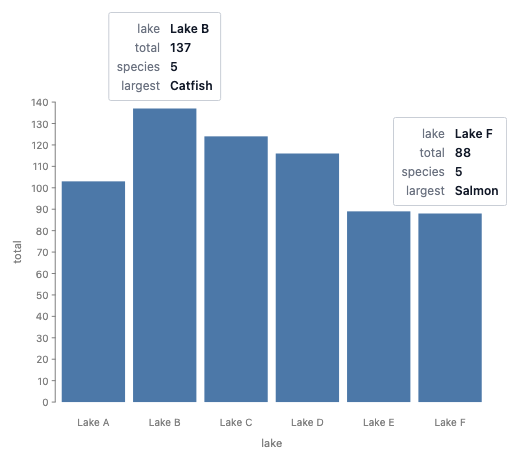 lake Lake B
total 137
species 5
largest Catfish
lake Lake F
total 88
species 5
largest Salmon
total
140
130
120
110
100
90
80
70
60
50
40
30
20
10
0
Lake A Lake B Lake C Lake D Lake E Lake F
lake